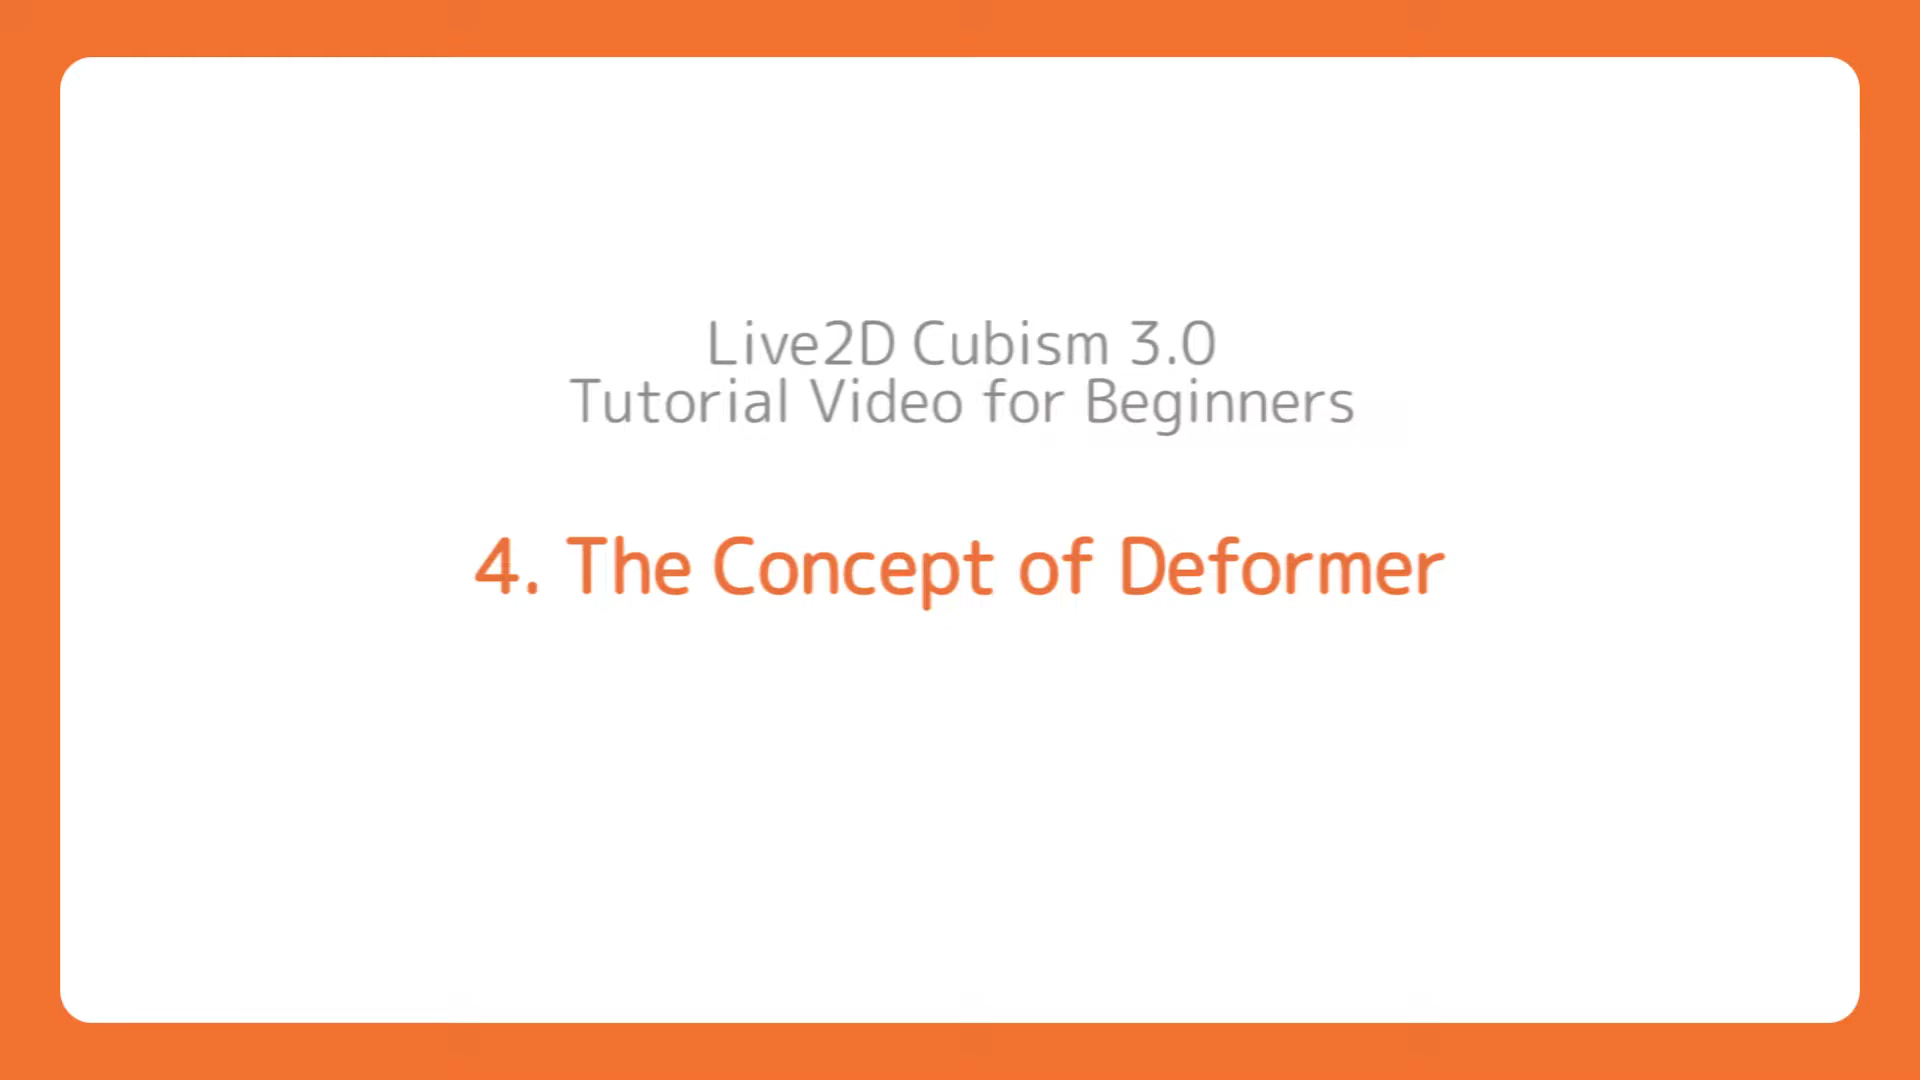 Live2D Cubism 3.0
Tutorial Video for Beginners
4. The Concept of Deformer